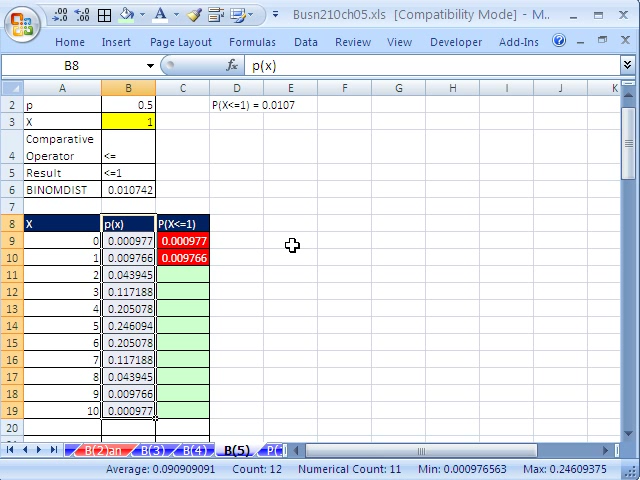 Busn210ch05.xls [Compatibility Mode] - M..
Home Insert Page Layout Formulas Data Review View Developer Add-Ins
B8 fx p(x)
A B C D E F G H I J K
2 p 0.5 P(X<=1) = 0.0107
3 X 1
Comparative
4 Operator <=
5 Result <=1
6 BINOMDIST 0.010742
7
8 X p(x) P(X<=1)
9 0 0.000977 0.000977
10 1 0.009766 0.009766
11 2 0.043945
12 3 0.117188
13 4 0.205078
14 5 0.246094
15 6 0.205078
16 7 0.117188
17 8 0.043945
18 9 0.009766
19 10 0.000977
20
B(2)an B(3) B(4) B(5) P(
Average: 0.090909091 Count: 12 Numerical Count: 11 Min: 0.000976563 Max: 0.24609375